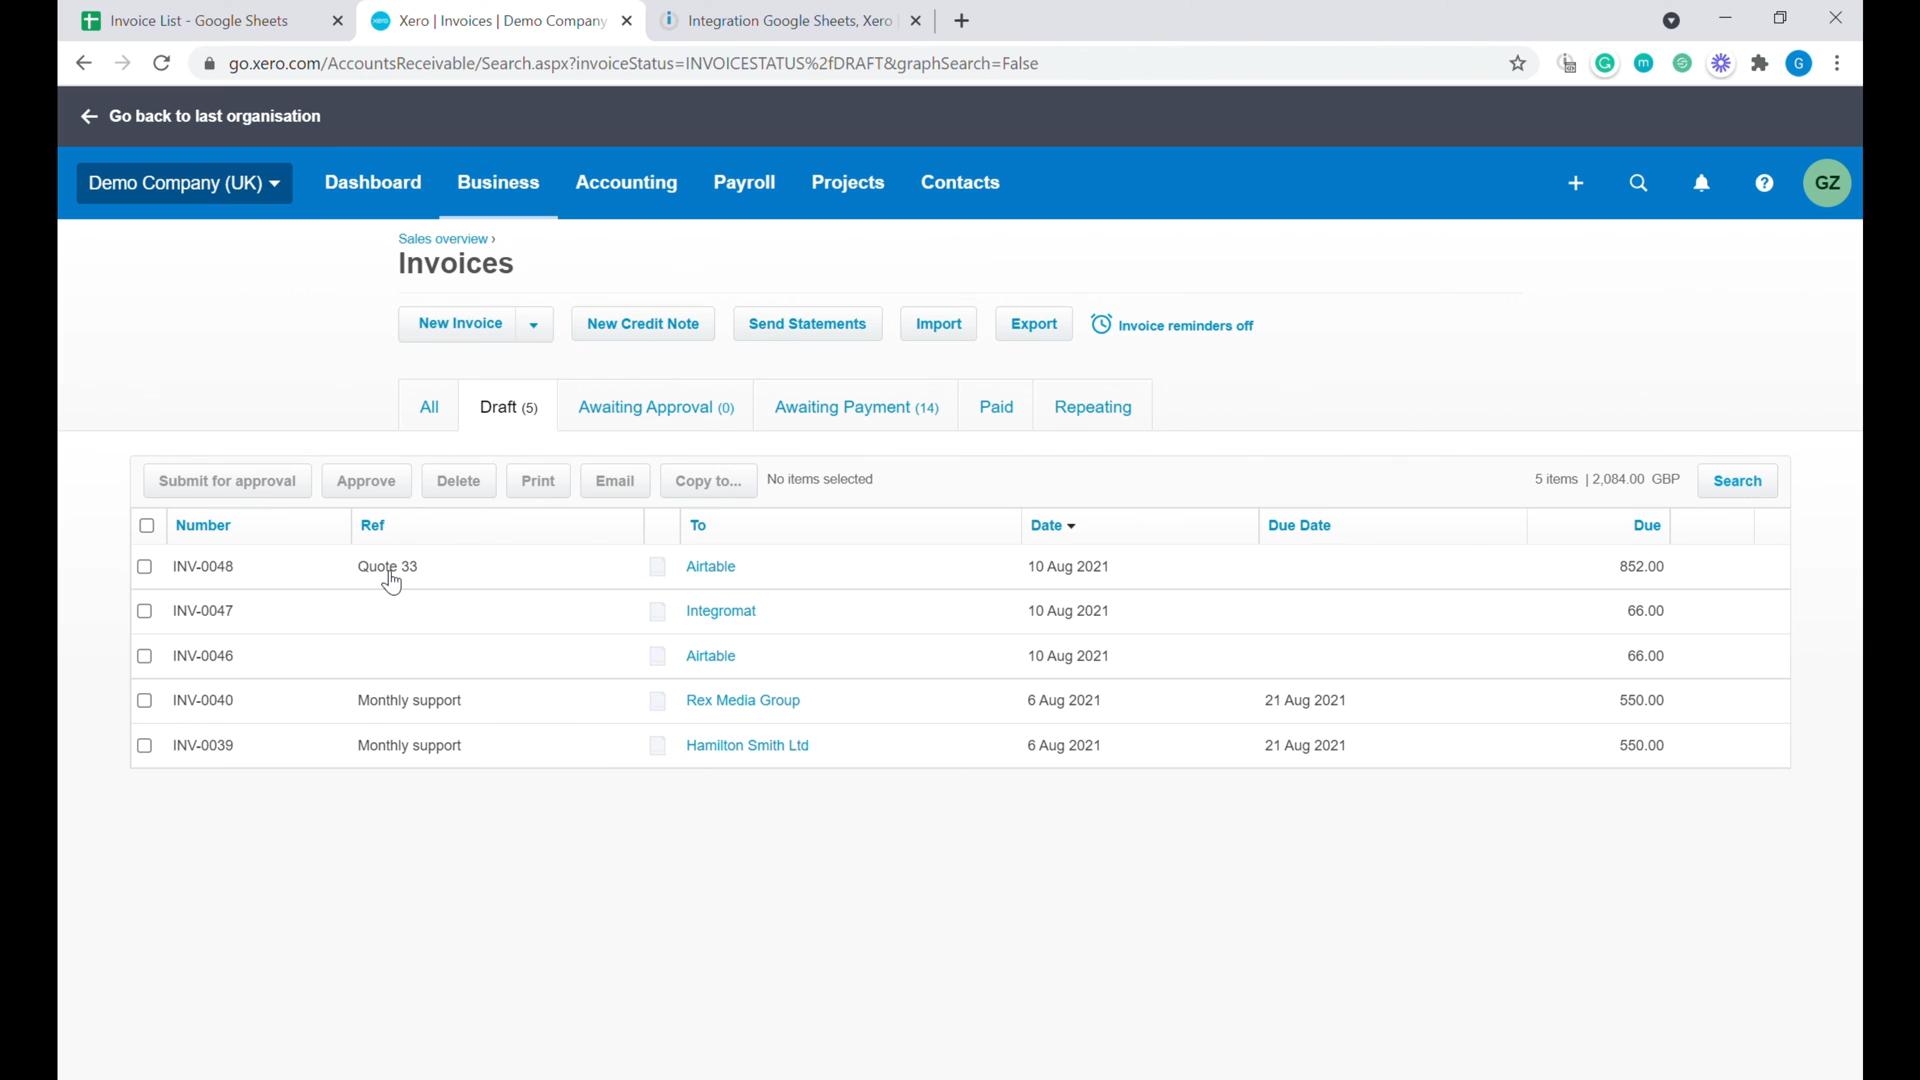 Invoice List - Google Sheets
Xero | Invoices | Demo Company
Integration Google Sheets, Xero
go.xero.com/AccountsReceivable/Search.aspx?invoiceStatus=INVOICESTATUS%2fDRAFT&graphSearch=False
G
Go back to last organisation
Demo Company (UK) Dashboard Business Accounting Payroll Projects Contacts GZ
Sales overview ›
Invoices
New Invoice New Credit Note Send Statements Import Export Invoice reminders off
All Draft (5) Awaiting Approval (0) Awaiting Payment (14) Paid Repeating
Submit for approval Approve Delete Print Email Copy to... No items selected 5 items | 2,084.00 GBP Search
Number Ref To Date Due Date Due
INV-0048 Quote 33 Airtable 10 Aug 2021 852.00
INV-0047 Integromat 10 Aug 2021 66.00
INV-0046 Airtable 10 Aug 2021 66.00
INV-0040 Monthly support Rex Media Group 6 Aug 2021 21 Aug 2021 550.00
INV-0039 Monthly support Hamilton Smith Ltd 6 Aug 2021 21 Aug 2021 550.00